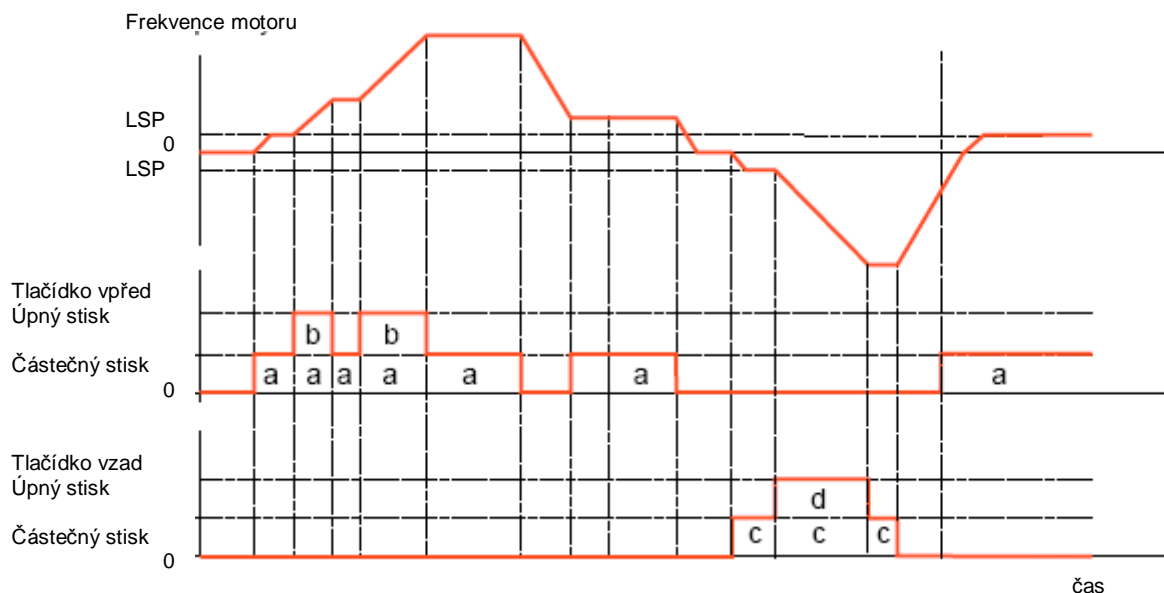 Frekvence motoru
LSP
0
LSP
Tlačídko vpřed
Úpný stisk
b b
Částečný stisk
a a a a a a a
0
Tlačídko vzad
Úpný stisk
d
Částečný stisk
c c c
0
čas